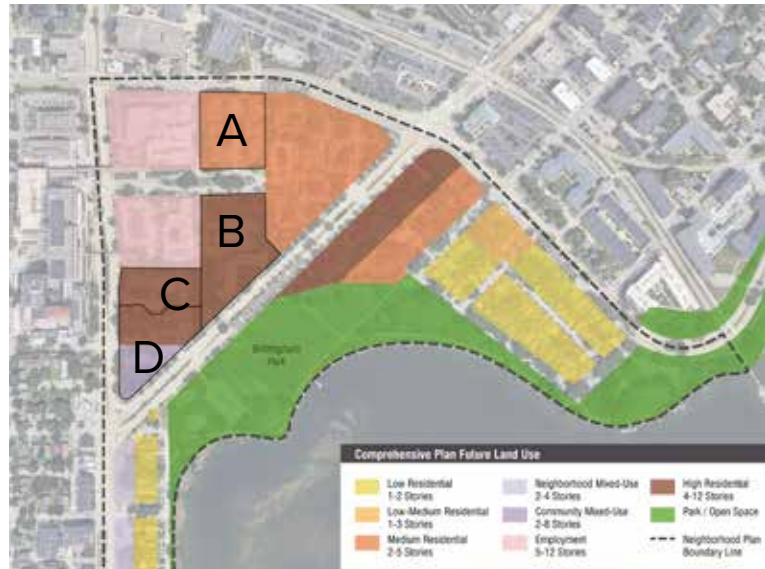 A
B
C
D
Brittingham
Park
Comprehensive Plan Future Land Use
Low Residential
1-2 Stories
Low-Medium Residential
1-3 Stories
Medium Residential
2-5 Stories
Neighborhood Mixed-Use
2-4 Stories
Community Mixed-Use
2-6 Stories
Employment
5-12 Stories
High Residential
4-12 Stories
Park / Open Space
Neighborhood Plan
Boundary Line